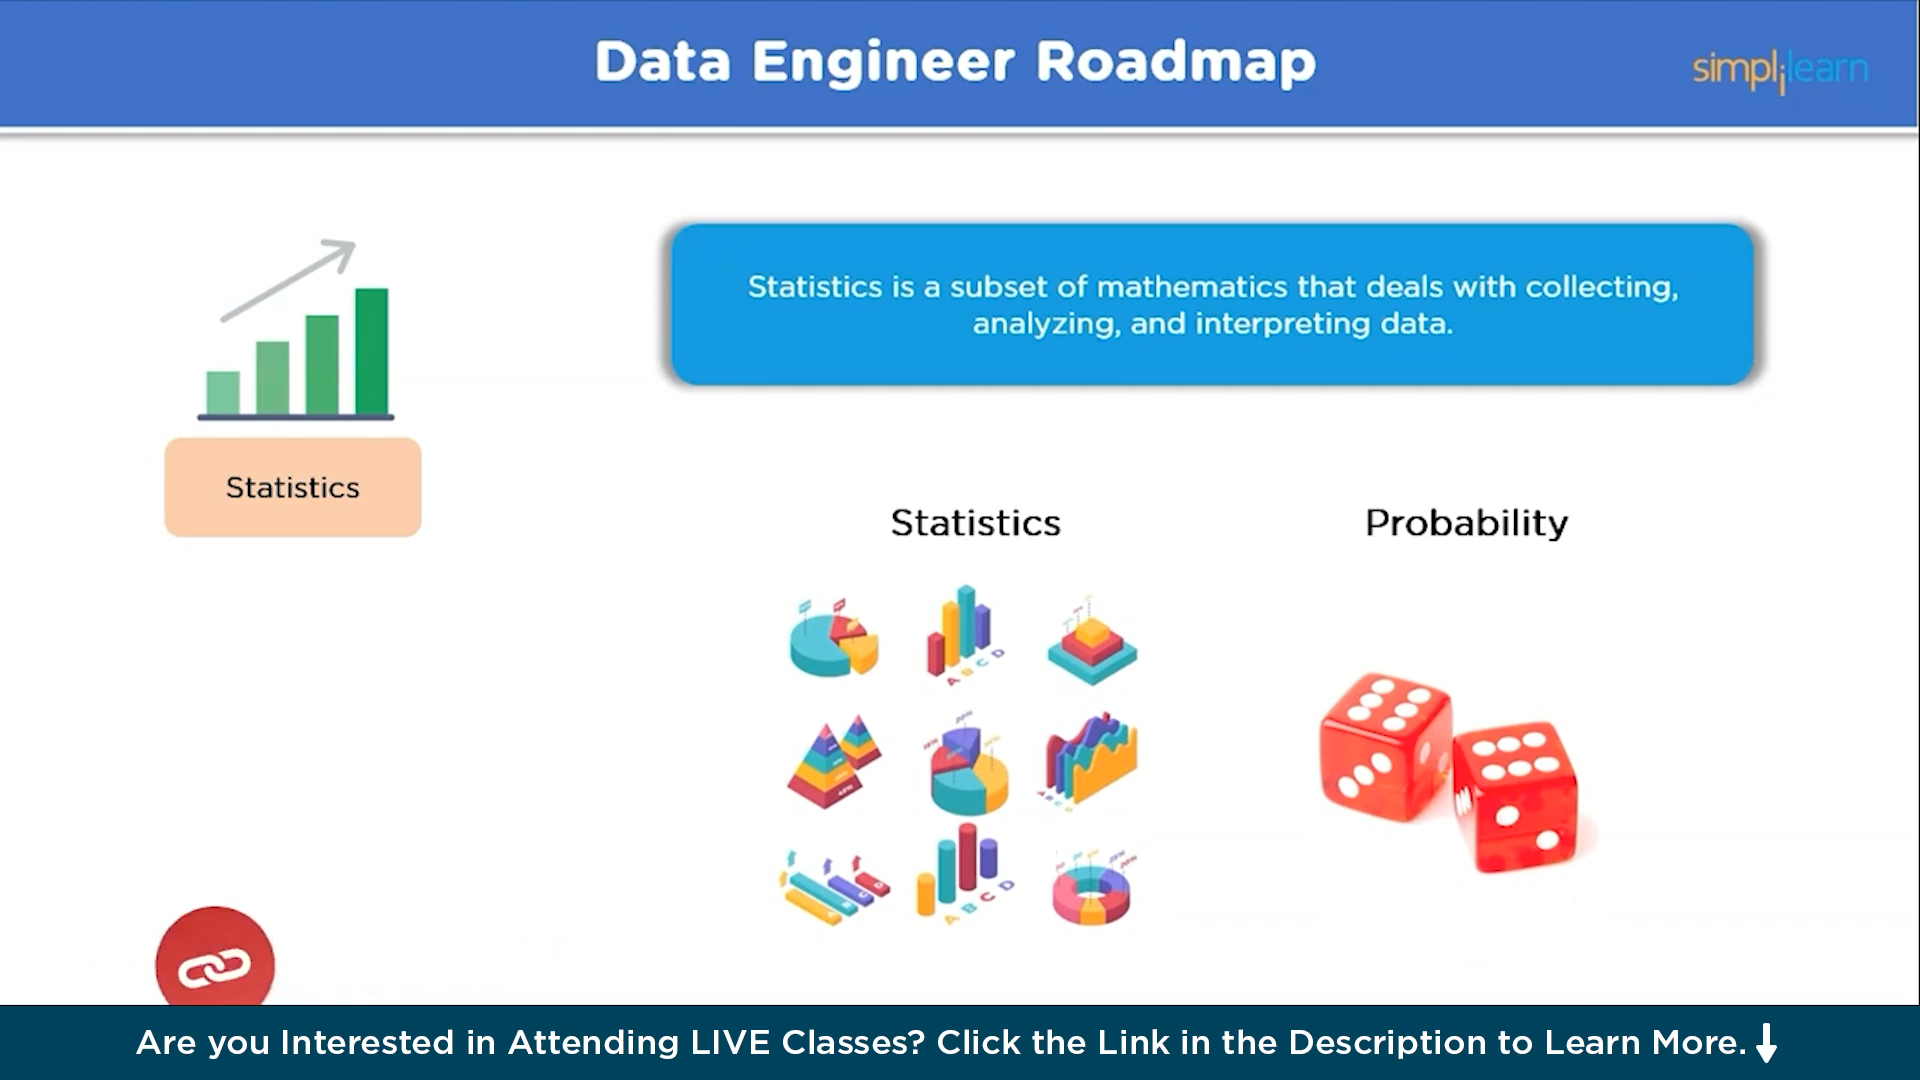 Data Engineer Roadmap
simplilearn
Statistics is a subset of mathematics that deals with collecting,
analyzing, and interpreting data.
Statistics
Statistics
Probability
A B C D
A B C D
Are you Interested in Attending LIVE Classes? Click the Link in the Description to Learn More.